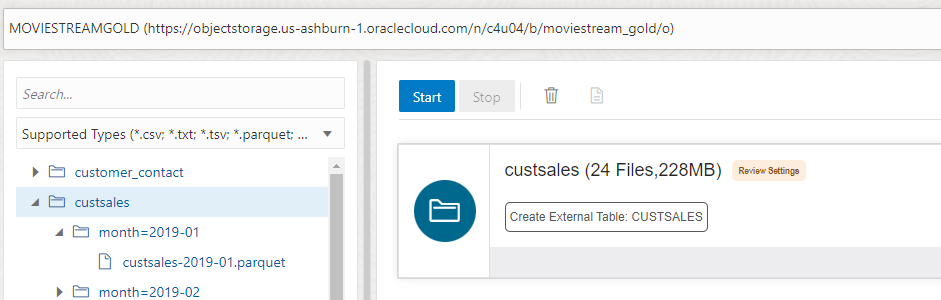 MOVIESTREAMGOLD (https://objectstorage.us-ashburn-1.oraclecloud.com/n/c4u04/b/moviestream_gold/o)
Search...
Supported Types (*.csv; *.txt; *.tsv; *.parquet; ...
customer_contact
custsales
month=2019-01
custsales-2019-01.parquet
month=2019-02
Start
Stop
custsales (24 Files,228MB)
Review Settings
Create External Table: CUSTSALES